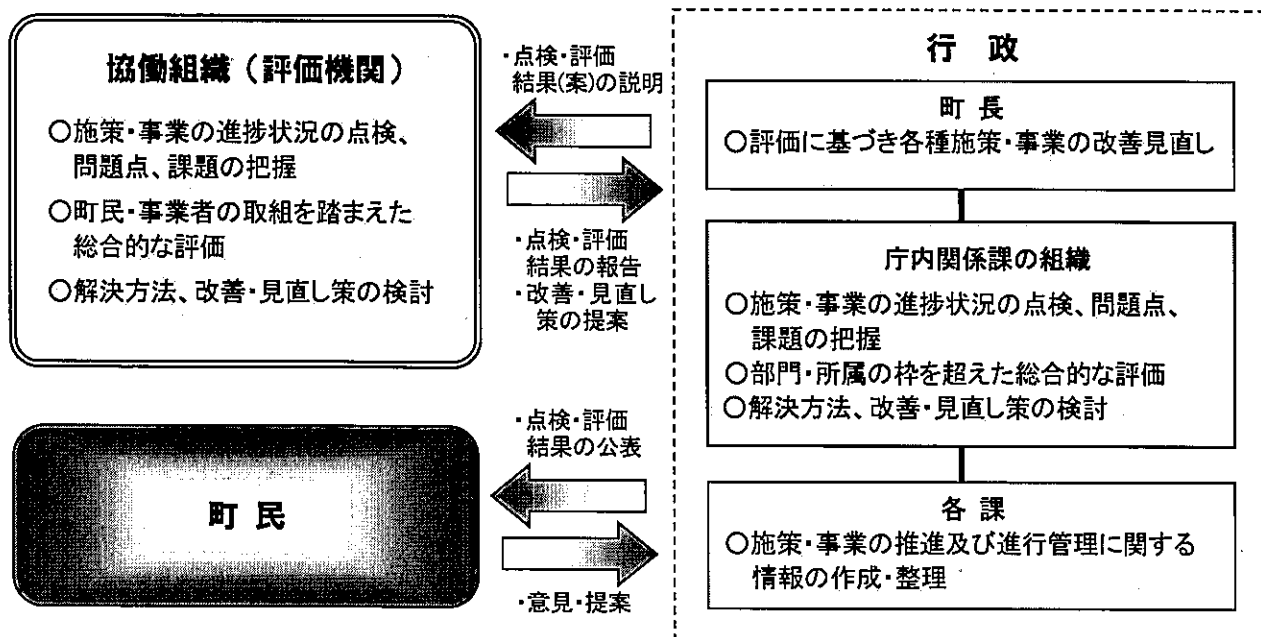 協働組織（評価機関）
○施策・事業の進捗状況の点検、
問題点、課題の把握
○町民・事業者の取組を踏まえた
総合的な評価
○解決方法、改善・見直し策の検討
・点検・評価
結果(案)の説明
・点検・評価
結果の報告
・改善・見直し
策の提案
行 政
町 長
○評価に基づき各種施策・事業の改善見直し
庁内関係課の組織
○施策・事業の進捗状況の点検、問題点、
課題の把握
○部門・所属の枠を超えた総合的な評価
○解決方法、改善・見直し策の検討
各 課
○施策・事業の推進及び進行管理に関する
情報の作成・整理
町 民
・点検・評価
結果の公表
・意見・提案